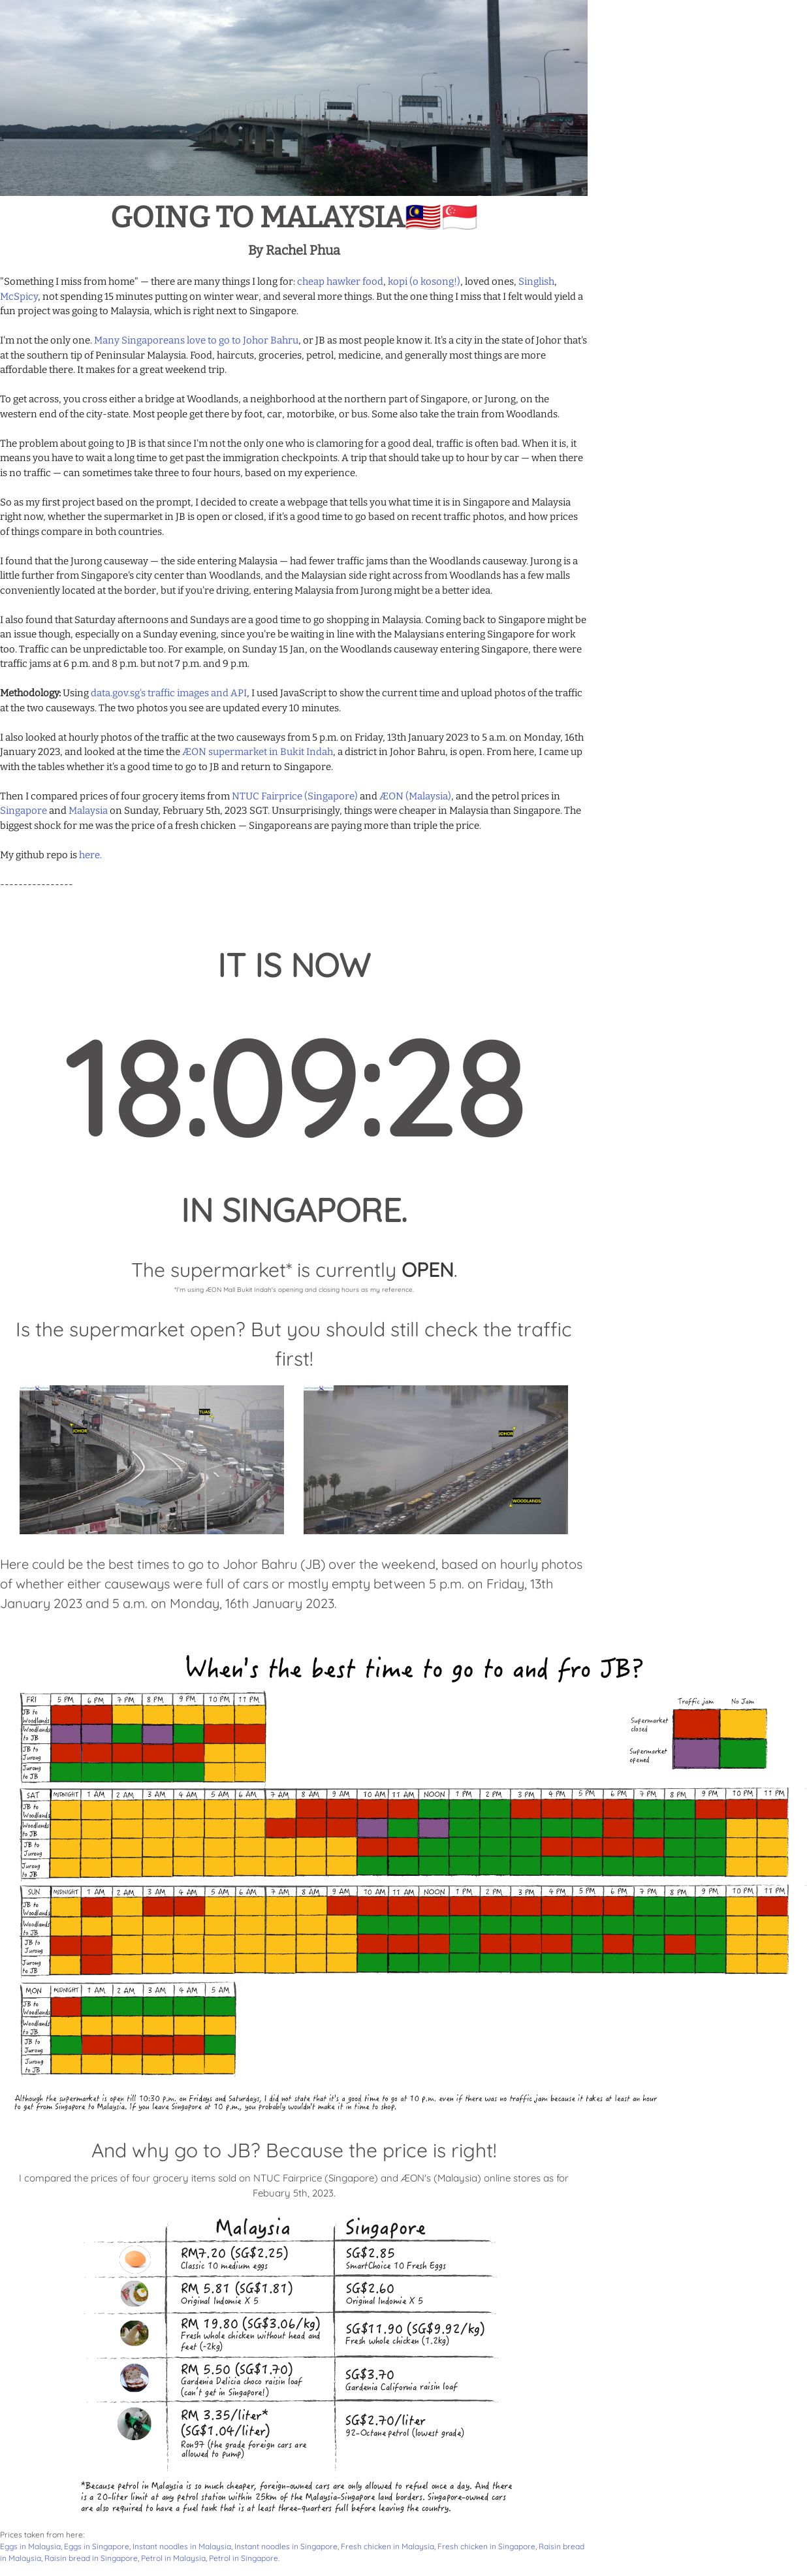 GOING TO MALAYSIA🇲🇾🇸🇬
By Rachel Phua
"Something I miss from home" — there are many things I long for: cheap hawker food, kopi (o kosong!), loved ones, Singlish,
McSpicy, not spending 15 minutes putting on winter wear, and several more things. But the one thing I miss that I felt would yield a
fun project was going to Malaysia, which is right next to Singapore.
I'm not the only one. Many Singaporeans love to go to Johor Bahru, or JB as most people know it. It's a city in the state of Johor that's
at the southern tip of Peninsular Malaysia. Food, haircuts, groceries, petrol, medicine, and generally most things are more
affordable there. It makes for a great weekend trip.
To get across, you cross either a bridge at Woodlands, a neighborhood at the northern part of Singapore, or Jurong, on the
western end of the city-state. Most people get there by foot, car, motorbike, or bus. Some also take the train from Woodlands.
The problem about going to JB is that since I'm not the only one who is clamoring for a good deal, traffic is often bad. When it is, it
means you have to wait a long time to get past the immigration checkpoints. A trip that should take up to hour by car — when there
is no traffic — can sometimes take three to four hours, based on my experience.
So as my first project based on the prompt, I decided to create a webpage that tells you what time it is in Singapore and Malaysia
right now, whether the supermarket in JB is open or closed, if it's a good time to go based on recent traffic photos, and how prices
of things compare in both countries.
I found that the Jurong causeway — the side entering Malaysia — had fewer traffic jams than the Woodlands causeway. Jurong is a
little further from Singapore's city center than Woodlands, and the Malaysian side right across from Woodlands has a few malls
conveniently located at the border, but if you're driving, entering Malaysia from Jurong might be a better idea.
I also found that Saturday afternoons and Sundays are a good time to go shopping in Malaysia. Coming back to Singapore might be
an issue though, especially on a Sunday evening, since you're be waiting in line with the Malaysians entering Singapore for work
too. Traffic can be unpredictable too. For example, on Sunday 15 Jan, on the Woodlands causeway entering Singapore, there were
traffic jams at 6 p.m. and 8 p.m. but not 7 p.m. and 9 p.m.
Methodology: Using data.gov.sg's traffic images and API, I used JavaScript to show the current time and upload photos of the traffic
at the two causeways. The two photos you see are updated every 10 minutes.
I also looked at hourly photos of the traffic at the two causeways from 5 p.m. on Friday, 13th January 2023 to 5 a.m. on Monday, 16th
January 2023, and looked at the time the ÆON supermarket in Bukit Indah, a district in Johor Bahru, is open. From here, I came up
with the tables whether it's a good time to go to JB and return to Singapore.
Then I compared prices of four grocery items from NTUC Fairprice (Singapore) and ÆON (Malaysia), and the petrol prices in
Singapore and Malaysia on Sunday, February 5th, 2023 SGT. Unsurprisingly, things were cheaper in Malaysia than Singapore. The
biggest shock for me was the price of a fresh chicken — Singaporeans are paying more than triple the price.
My github repo is here.
----------------
IT IS NOW
18:09:28
IN SINGAPORE.
The supermarket* is currently OPEN.
*I'm using ÆON Mall Bukit Indah's opening and closing hours as my reference.
Is the supermarket open? But you should still check the traffic
first!
JOHOR
TUAS
JOHOR
WOODLANDS
Here could be the best times to go to Johor Bahru (JB) over the weekend, based on hourly photos
of whether either causeways were full of cars or mostly empty between 5 p.m. on Friday, 13th
January 2023 and 5 a.m. on Monday, 16th January 2023.
When's the best time to go to and fro JB?
Traffic jam No Jam
Supermarket closed
Supermarket opened
FRI 5 PM 6 PM 7 PM 8 PM 9 PM 10 PM 11 PM
JB to Woodlands
Woodlands to JB
JB to Jurong
Jurong to JB
SAT MIDNIGHT 1 AM 2 AM 3 AM 4 AM 5 AM 6 AM 7 AM 8 AM 9 AM 10 AM 11 AM NOON 1 PM 2 PM 3 PM 4 PM 5 PM 6 PM 7 PM 8 PM 9 PM 10 PM 11 PM
JB to Woodlands
Woodlands to JB
JB to Jurong
Jurong to JB
SUN MIDNIGHT 1 AM 2 AM 3 AM 4 AM 5 AM 6 AM 7 AM 8 AM 9 AM 10 AM 11 AM NOON 1 PM 2 PM 3 PM 4 PM 5 PM 6 PM 7 PM 8 PM 9 PM 10 PM 11 PM
JB to Woodlands
Woodlands to JB
JB to Jurong
Jurong to JB
MON MIDNIGHT 1 AM 2 AM 3 AM 4 AM 5 AM
JB to Woodlands
Woodlands to JB
JB to Jurong
Jurong to JB
Although the supermarket is open till 10:30 p.m. on Fridays and Saturdays, I did not state that it's a good time to go at 10 p.m. even if there was no traffic jam because it takes at least an hour
to get from Singapore to Malaysia. If you leave Singapore at 10 p.m., you probably wouldn't make it in time to shop.
And why go to JB? Because the price is right!
I compared the prices of four grocery items sold on NTUC Fairprice (Singapore) and ÆON's (Malaysia) online stores as for
Febuary 5th, 2023.
Malaysia Singapore
RM7.20 (SG$2.25) SG$2.85
Classic 10 medium eggs SmartChoice 10 Fresh Eggs
RM 5.81 (SG$1.81) SG$2.60
Original Indomie X 5 Original Indomie X 5
RM 19.80 (SG$3.06/kg) SG$11.90 (SG$9.92/kg)
Fresh whole chicken without head and Fresh whole chicken (1.2kg)
feet (~2kg)
RM 5.50 (SG$1.70) SG$3.70
Gardenia Delicia choco raisin loaf Gardenia California raisin loaf
(can't get in Singapore!)
RM 3.35/liter* SG$2.70/liter
(SG$1.04/liter) 92-Octane petrol (lowest grade)
Ron97 (the grade foreign cars are
allowed to pump)
*Because petrol in Malaysia is so much cheaper, foreign-owned cars are only allowed to refuel once a day. And there
is a 20-liter limit at any petrol station within 25km of the Malaysia-Singapore land borders. Singapore-owned cars
are also required to have a fuel tank that is at least three-quarters full before leaving the country.
Prices taken from here:
Eggs in Malaysia, Eggs in Singapore, Instant noodles in Malaysia, Instant noodles in Singapore, Fresh chicken in Malaysia, Fresh chicken in Singapore, Raisin bread
in Malaysia, Raisin bread in Singapore, Petrol in Malaysia, Petrol in Singapore.